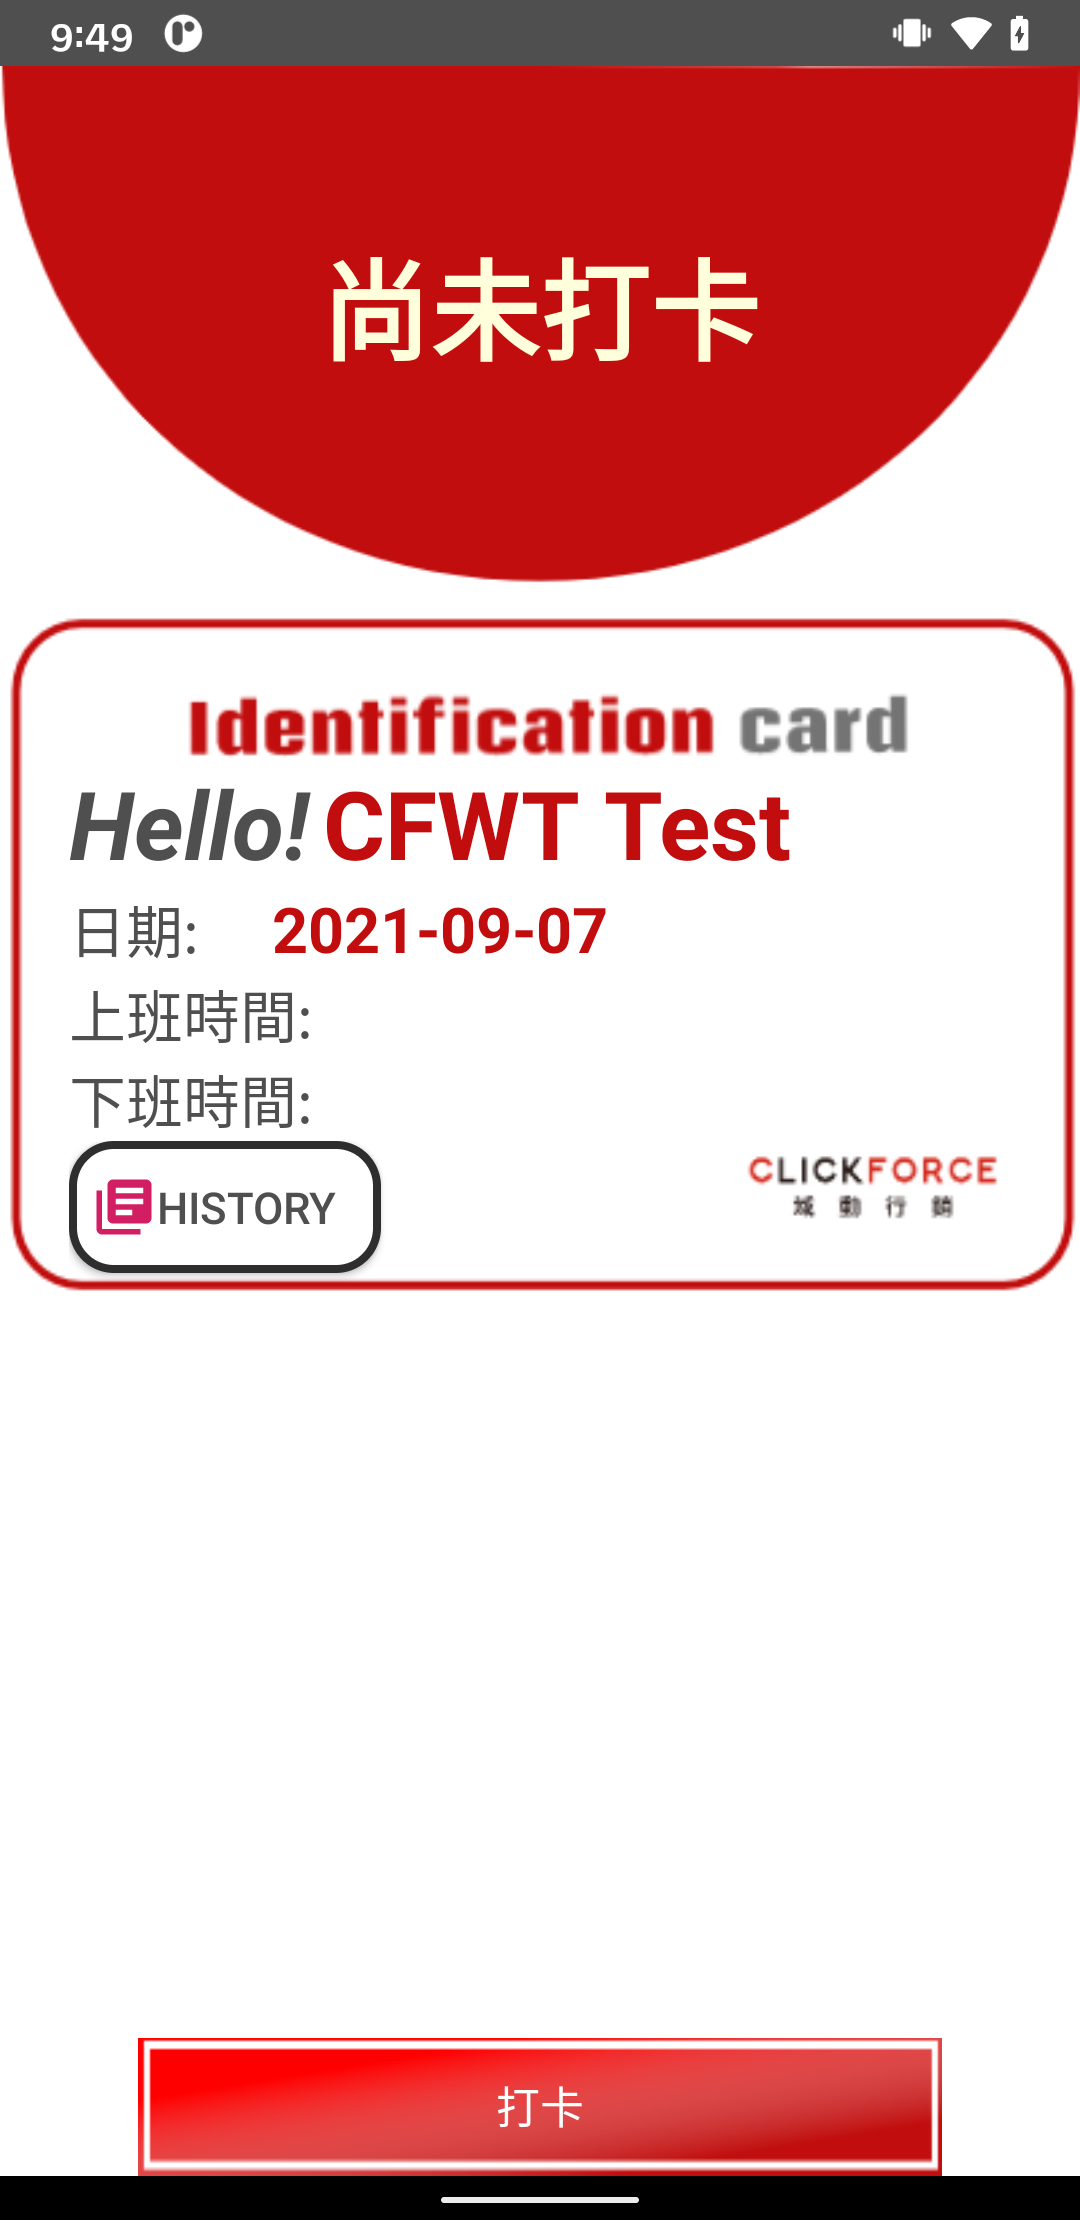 9:49
尚未打卡
Identification card
Hello! CFWT Test
日期: 2021-09-07
上班時間:
下班時間:
HISTORY
CLICKFORCE
域動行銷
打卡